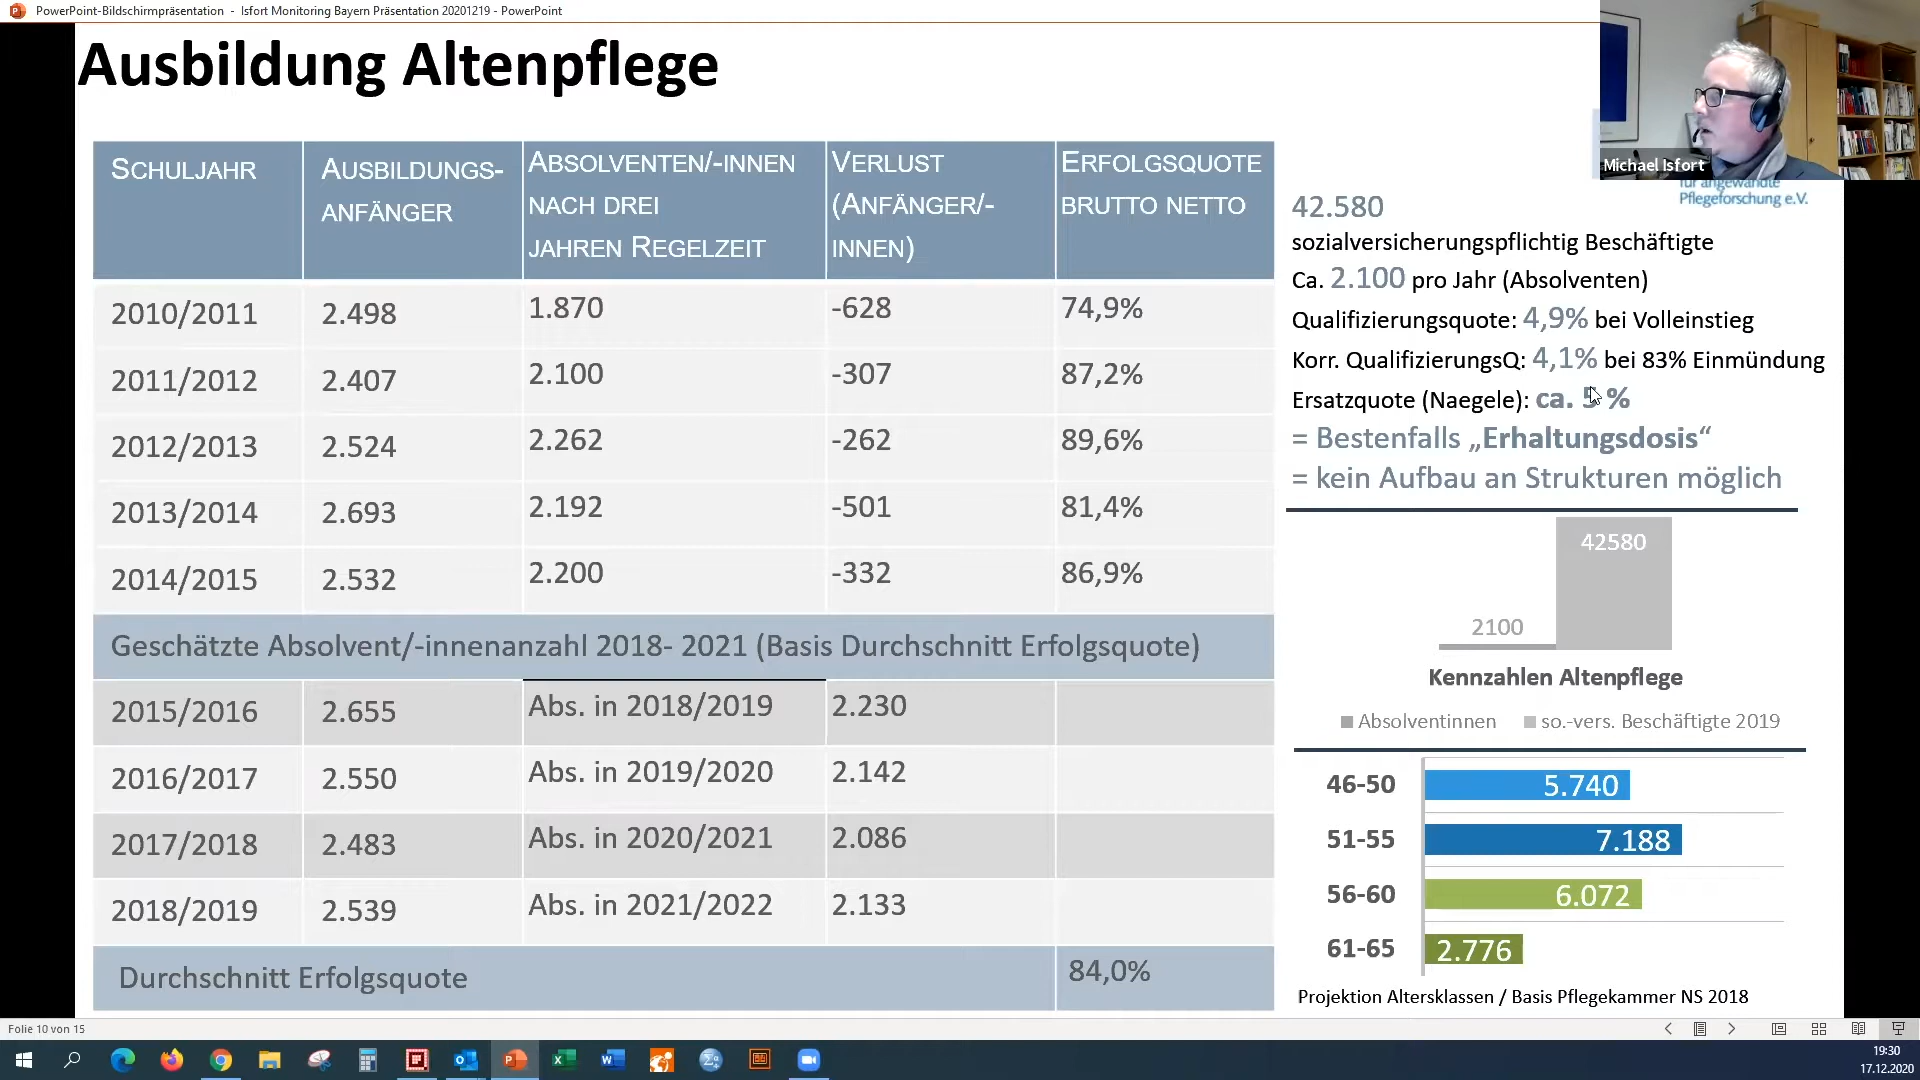 PowerPoint-Bildschirmpräsentation - Isfort Monitoring Bayern Präsentation 20201219 - PowerPoint
Ausbildung Altenpflege
Michael Isfort
für angewandte
Pflegeforschung e.V.
SCHULJAHR
AUSBILDUNGS-
ANFÄNGER
ABSOLVENTEN/-INNEN
NACH DREI
JAHREN REGELZEIT
VERLUST
(ANFÄNGER/-
INNEN)
ERFOLGSQUOTE
BRUTTO NETTO
2010/2011 2.498 1.870 -628 74,9%
2011/2012 2.407 2.100 -307 87,2%
2012/2013 2.524 2.262 -262 89,6%
2013/2014 2.693 2.192 -501 81,4%
2014/2015 2.532 2.200 -332 86,9%
Geschätzte Absolvent/-innenanzahl 2018- 2021 (Basis Durchschnitt Erfolgsquote)
2015/2016 2.655 Abs. in 2018/2019 2.230
2016/2017 2.550 Abs. in 2019/2020 2.142
2017/2018 2.483 Abs. in 2020/2021 2.086
2018/2019 2.539 Abs. in 2021/2022 2.133
Durchschnitt Erfolgsquote 84,0%
42.580
sozialversicherungspflichtig Beschäftigte
Ca. 2.100 pro Jahr (Absolventen)
Qualifizierungsquote: 4,9% bei Volleinstieg
Korr. QualifizierungsQ: 4,1% bei 83% Einmündung
Ersatzquote (Naegele): ca. 5 %
= Bestenfalls „Erhaltungsdosis“
= kein Aufbau an Strukturen möglich
42580
2100
Kennzahlen Altenpflege
Absolventinnen so.-vers. Beschäftigte 2019
46-50 5.740
51-55 7.188
56-60 6.072
61-65 2.776
Projektion Altersklassen / Basis Pflegekammer NS 2018
Folie 10 von 15
19:30
17.12.2020